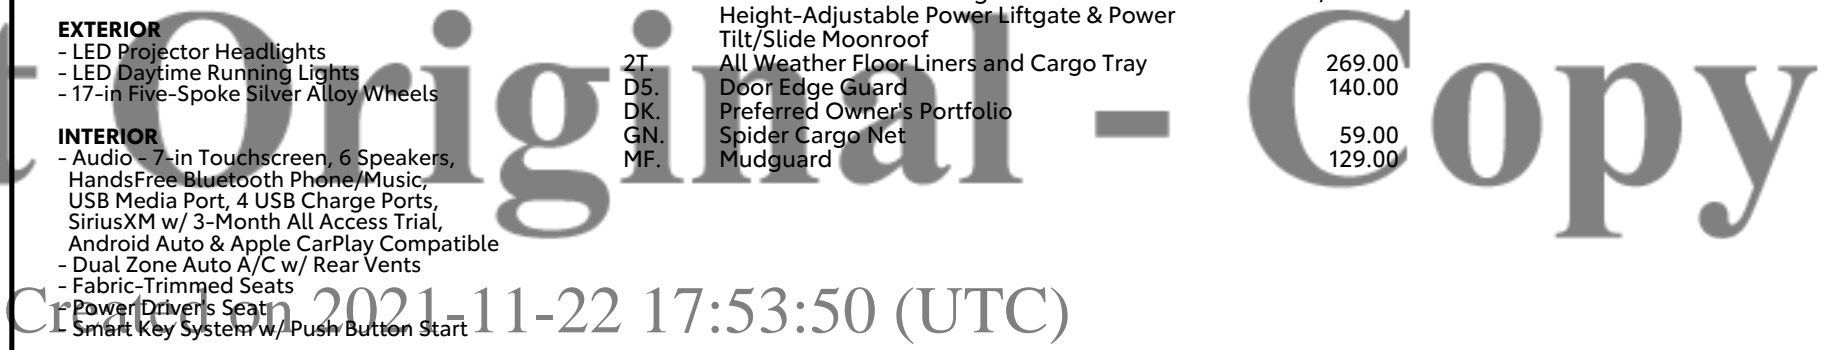 EXTERIOR
- LED Projector Headlights
- LED Daytime Running Lights
- 17-in Five-Spoke Silver Alloy Wheels
INTERIOR
- Audio - 7-in Touchscreen, 6 Speakers,
HandsFree Bluetooth Phone/Music,
USB Media Port, 4 USB Charge Ports,
SiriusXM w/ 3-Month All Access Trial,
Android Auto & Apple CarPlay Compatible
- Dual Zone Auto A/C w/ Rear Vents
- Fabric-Trimmed Seats
- Power Driver's Seat
- Smart Key System w/ Push Button Start
Height-Adjustable Power Liftgate & Power
Tilt/Slide Moonroof
2T. All Weather Floor Liners and Cargo Tray 269.00
D5. Door Edge Guard 140.00
DK. Preferred Owner's Portfolio
GN. Spider Cargo Net 59.00
MF. Mudguard 129.00
Original - Copy
Created on 2021-11-22 17:53:50 (UTC)